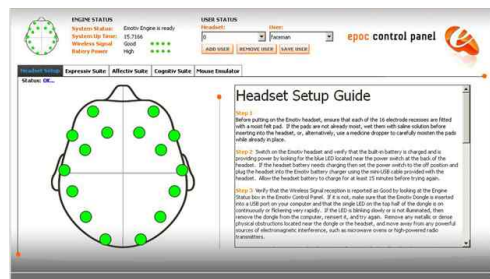 ENGINE STATUS
System Status: Emotiv Engine is ready
System Up Time: 15.7166
Wireless Signal Good
Battery Power High
USER STATUS
Headset: User:
0 Faceman
ADD USER REMOVE USER SAVE USER
epoc control panel
Headset Setup Expressiv Suite Affectiv Suite Cognitiv Suite Mouse Emulator
Status: OK...
Headset Setup Guide
Step 1
Before putting on the Emotiv headset, ensure that each of the 16 electrode recesses are fitted
with a moist felt pad. If the pads are not already moist, wet them with saline solution before
inserting into the headset, or, alternatively, use a medicine dropper to carefully moisten the pads
while already in place.
Step 2 Switch on the Emotiv headset and verify that the built-in battery is charged and is
providing power by looking for the blue LED located near the power switch at the back of the
headset. If the headset battery needs charging then set the power switch to the off position and
plug the headset into the Emotiv battery charger using the mini-USB cable provided with the
headset. Allow the headset battery to charge for at least 15 minutes before trying again.
Step 3 Verify that the Wireless Signal reception is reported as Good by looking at the Engine
Status box in the Emotiv Control Panel. If it is not, make sure that the Emotiv Dongle is inserted
into a USB port on your computer and that the single LED on the top half of the dongle is on
continuously or flickering very rapidly. If the LED is blinking slowly or is not illuminated, then
remove the dongle from the computer, reinsert it, and try again. Remove any metallic or dense
physical obstructions located near the dongle or the headset, and move away from any powerful
sources of electromagnetic interference, such as microwave ovens or high-powered radio
transmitters.